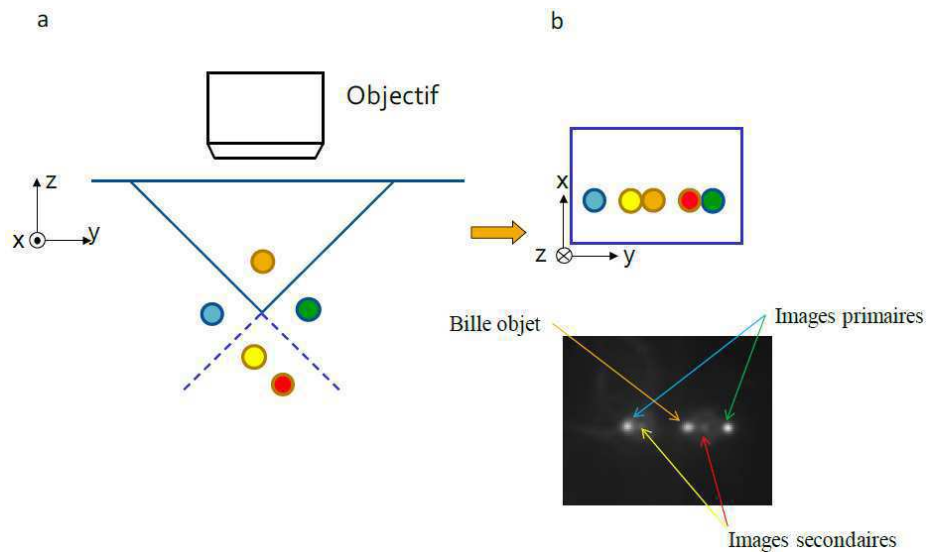 a
b
Objectif
z
x
y
x
z
y
Bille objet
Images primaires
Images secondaires